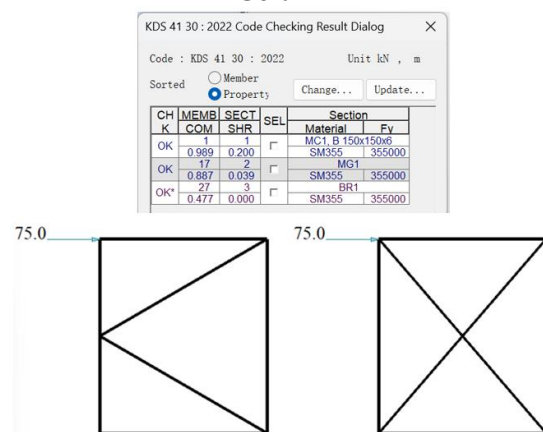 KDS 41 30 : 2022 Code Checking Result Dialog
Code : KDS 41 30 : 2022 Unit kN , m
Sorted Member
Property Change... Update...
CH MEMB SECT SEL Section
K COM SHR Material Fy
OK 1 1 MC1, B 150x150x6
0.989 0.200 SM355 355000
OK 17 2 MG1
0.887 0.039 SM355 355000
OK* 27 3 BR1
0.477 0.000 SM355 355000
75.0 75.0